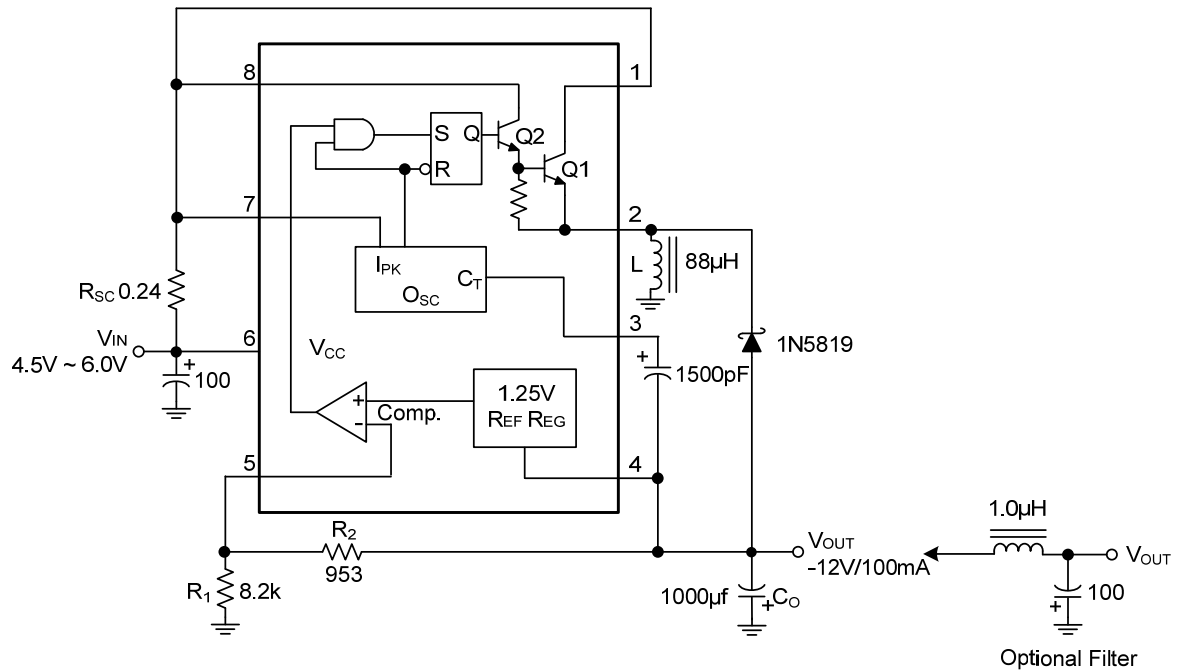 8
1
S Q
Q2
R
Q1
7
2
IPK
CT
OSC
L
88µH
RSC 0.24
3
VIN
6
4.5V ~ 6.0V
VCC
+
+
1N5819
100
1500pF
1.25V
REF REG
+
-
Comp.
5
4
R2
953
1.0µH
VOUT
-12V/100mA
VOUT
R1 8.2k
1000µf
+
CO
+
100
Optional Filter